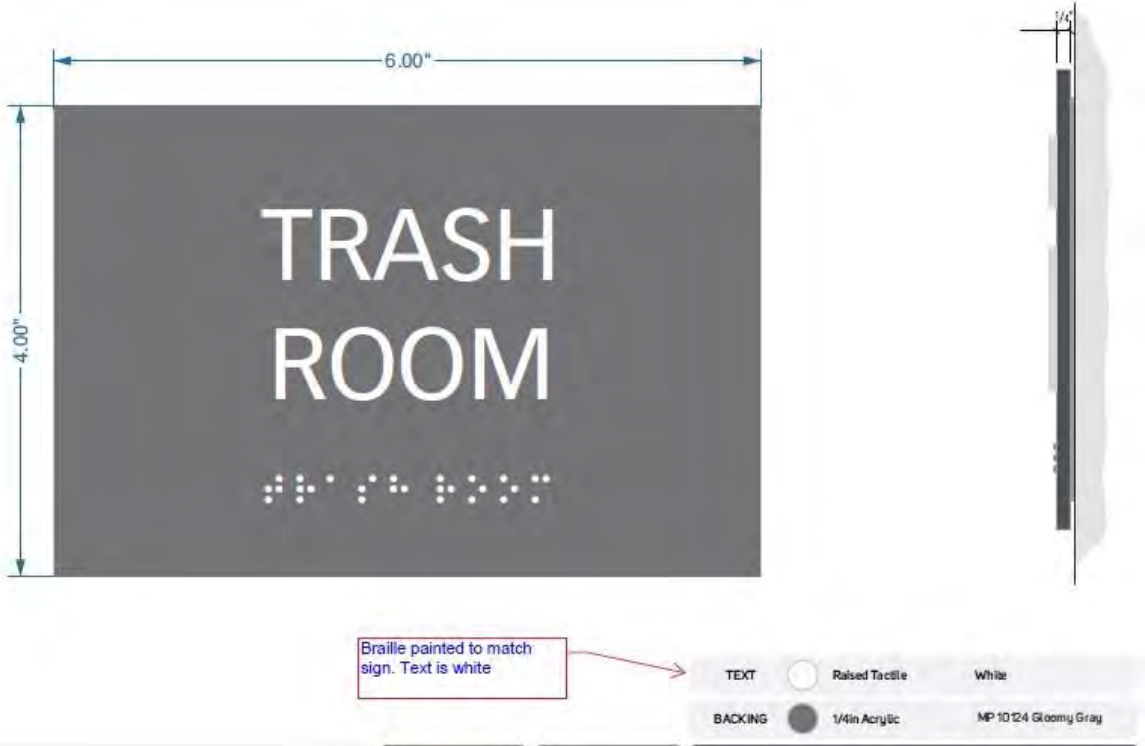 1/4"
6.00"
4.00"
TRASH
ROOM
⠞⠗⠁⠎⠓ ⠗⠕⠕⠍
Braille painted to match
sign. Text is white
TEXT Raised Tactile White
BACKING 1/4in Acrylic MP 10124 Gloomy Gray